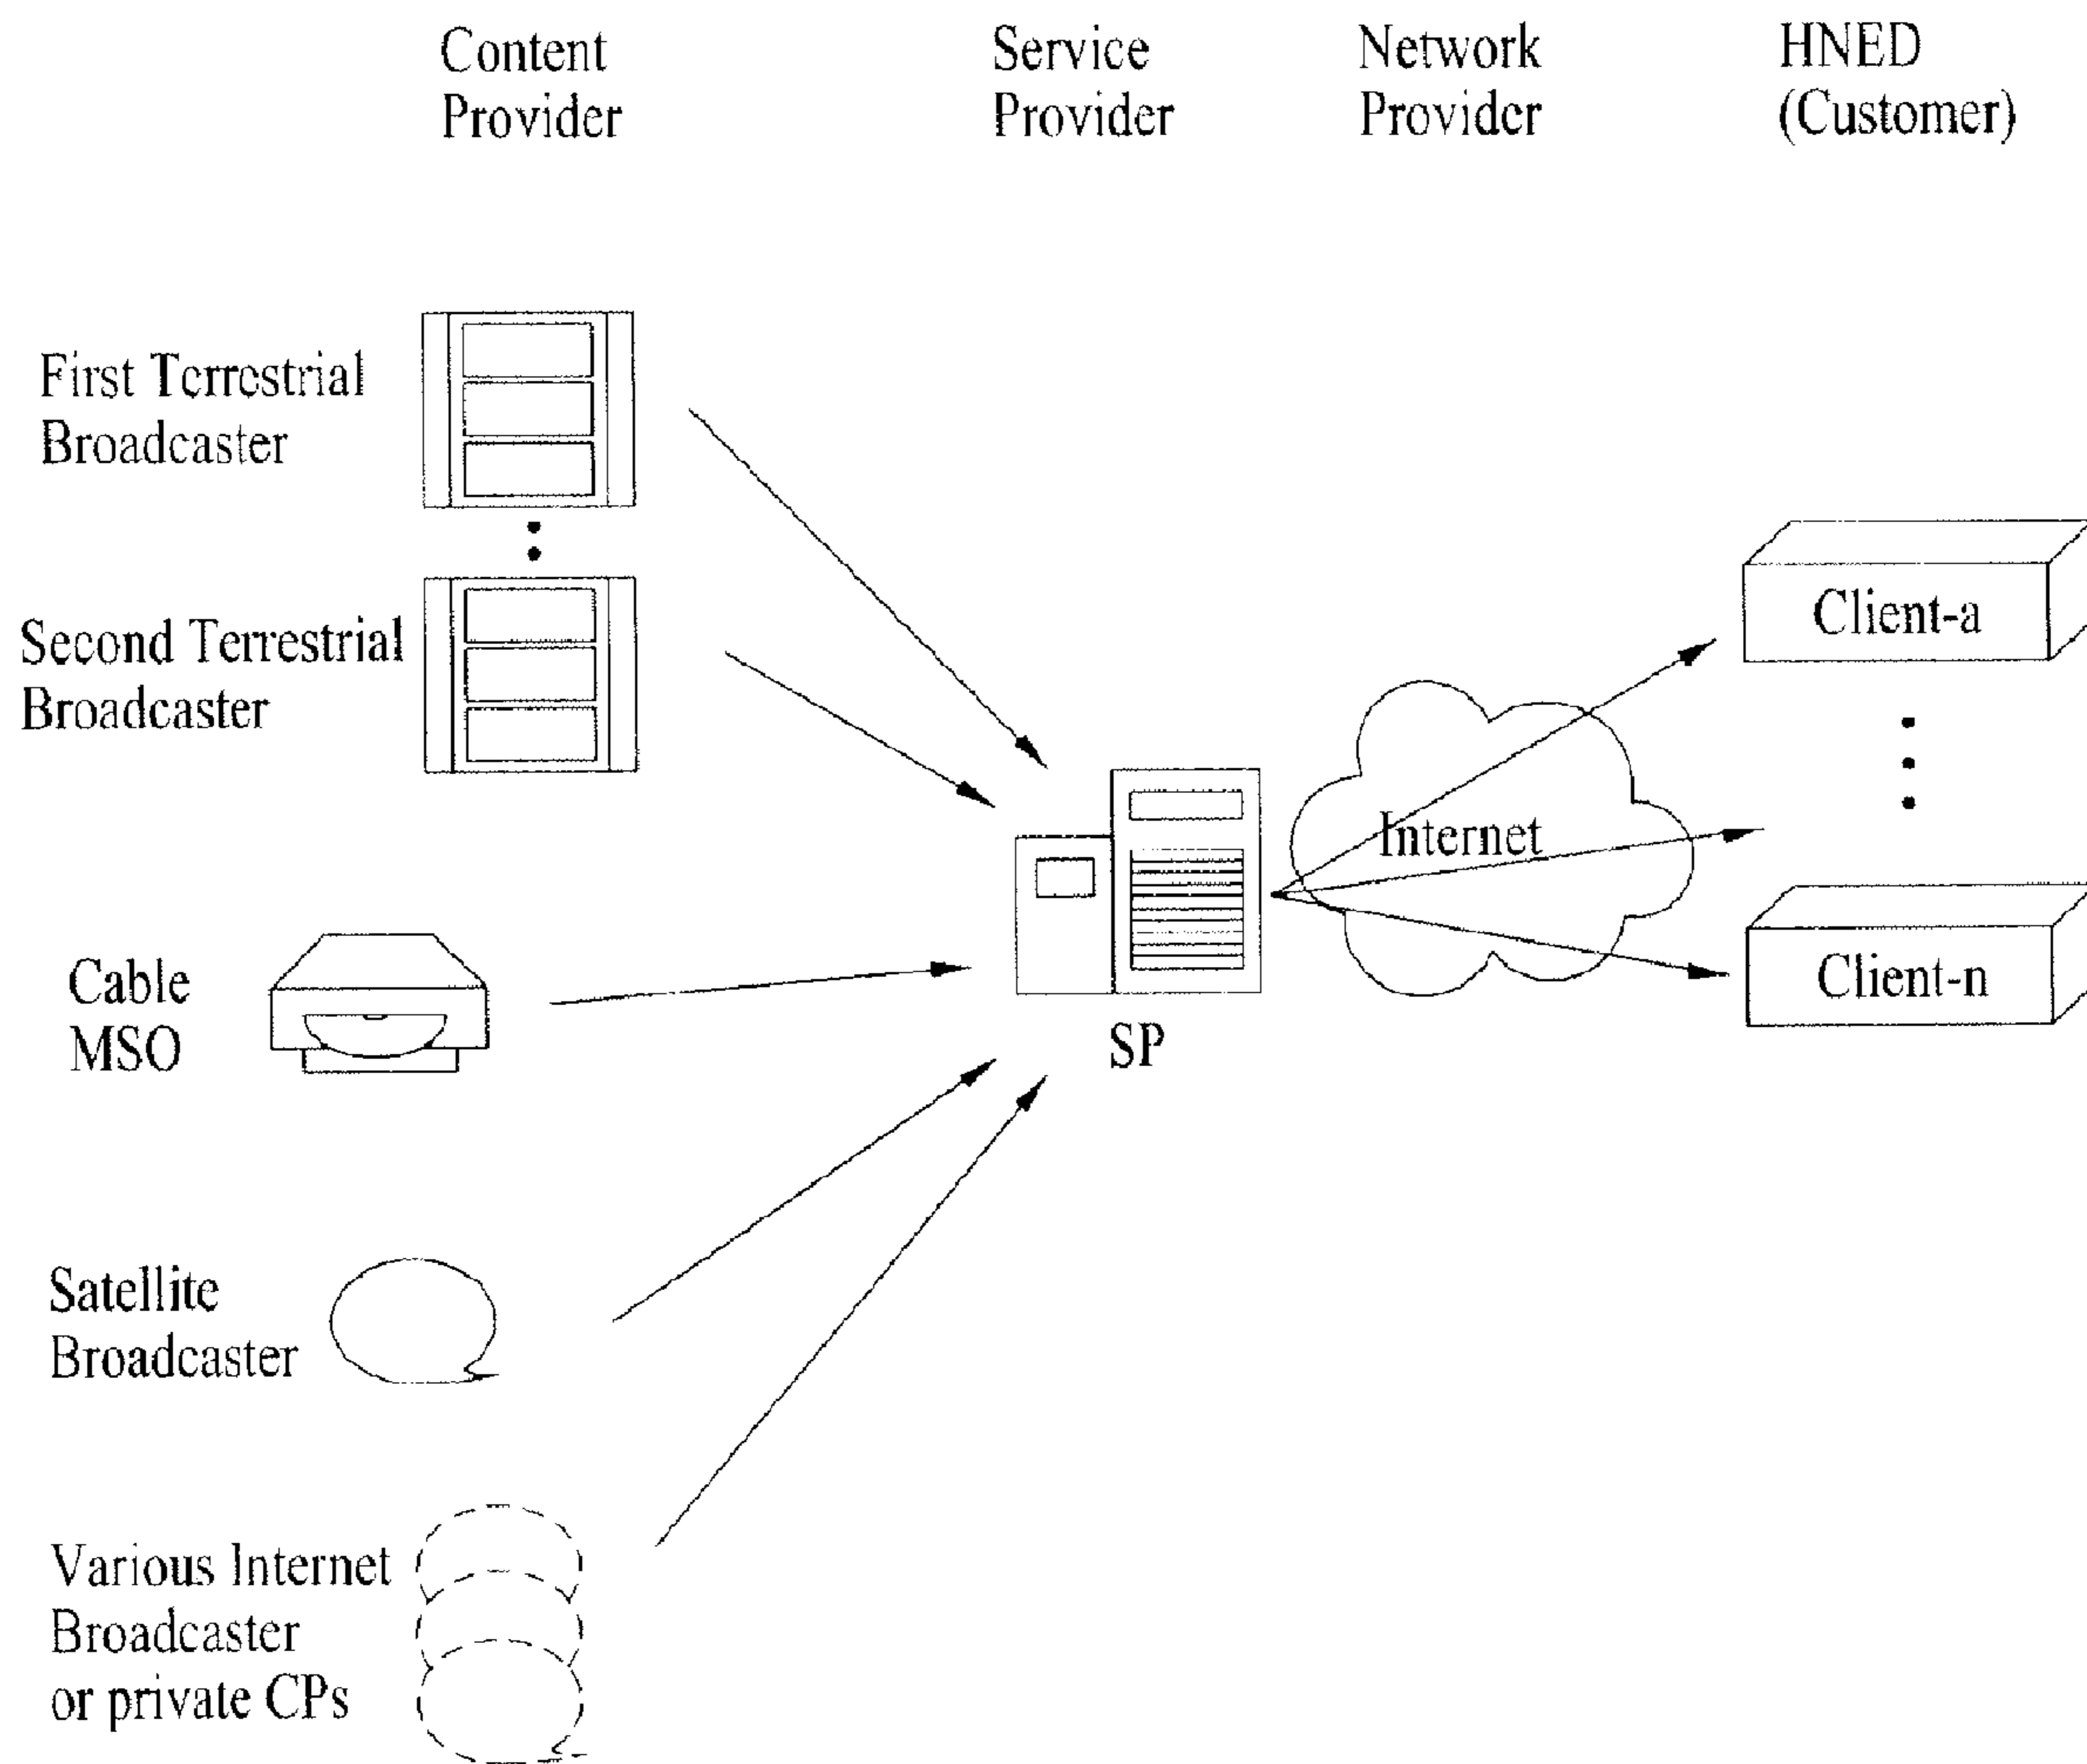 Content
Provider
Service
Provider
Network
Provider
HNED
(Customer)
First Terrestrial
Broadcaster
Second Terrestrial
Broadcaster
Client-a
Internet
Cable
MSO
SP
Client-n
Satellite
Broadcaster
Various Internet
Broadcaster
or private CPs